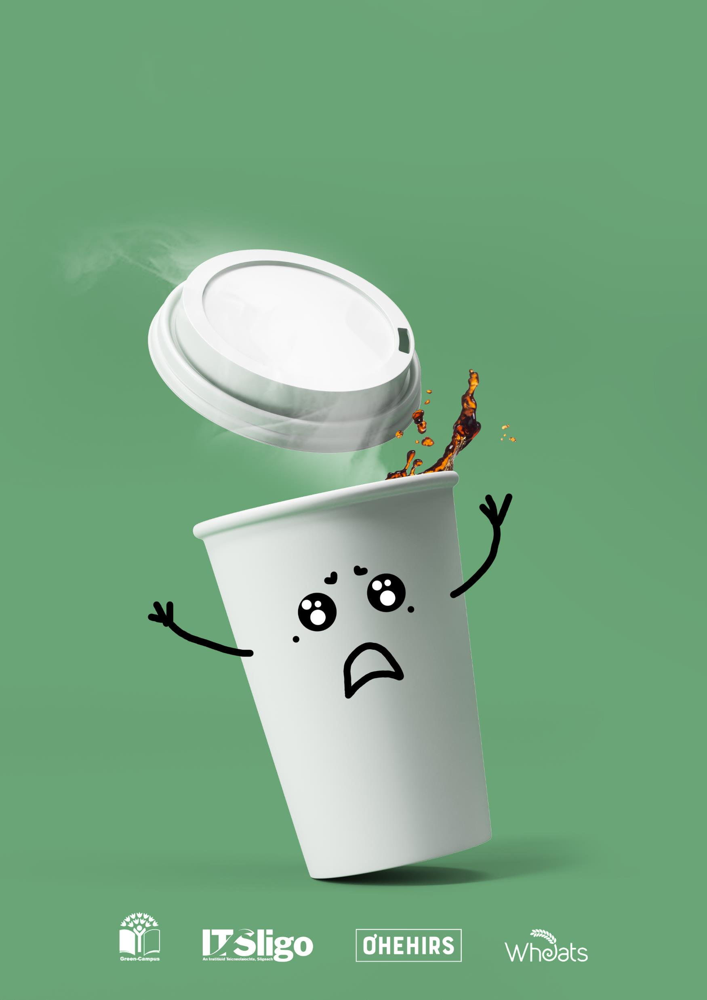 Green-Campus
IT Sligo
An Institiúid Teicneolaíochta, Sligeach
O'HEHIRS
Wheats